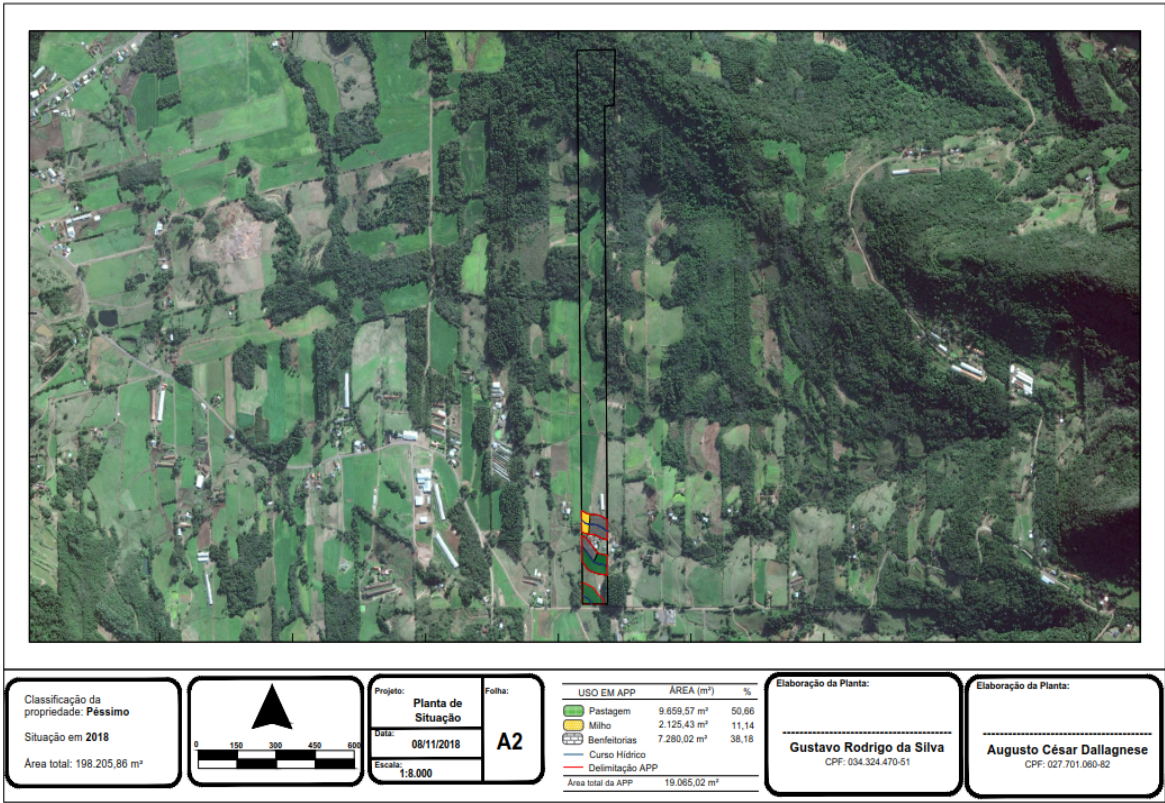 Classificação da
propriedade: Péssimo
Situação em 2018
Área total: 198.205,86 m²
0 150 300 450 600
Projeto:
Planta de
Situação
Data:
08/11/2018
Escala:
1:8.000
Folha:
A2
USO EM APP ÁREA (m²) %
Pastagem 9.659,57 m² 50,66
Milho 2.125,43 m² 11,14
Benfeitorias 7.280,02 m² 38,18
Curso Hídrico
Delimitação APP
Área total da APP 19.065,02 m²
Elaboração da Planta:
Gustavo Rodrigo da Silva
CPF: 034.324.470-51
Elaboração da Planta:
Augusto César Dallagnese
CPF: 027.701.060-82